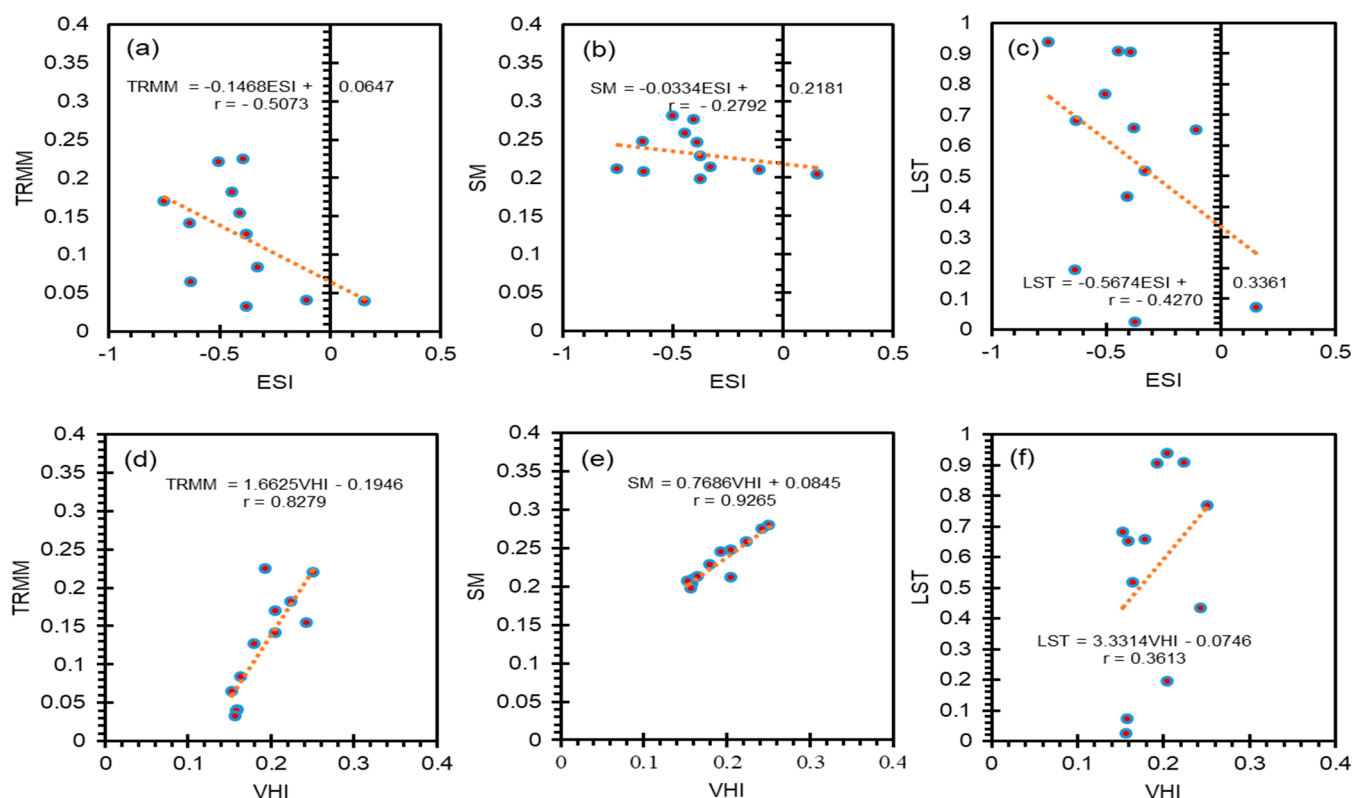 (a)
TRMM = -0.1468ESI + 0.0647
r = - 0.5073
TRMM
0.4
0.35
0.3
0.25
0.2
0.15
0.1
0.05
0
-1 -0.5 0 0.5
ESI
(b)
SM = -0.0334ESI + 0.2181
r = - 0.2792
SM
0.4
0.35
0.3
0.25
0.2
0.15
0.1
0.05
0
-1 -0.5 0 0.5
ESI
(c)
LST = -0.5674ESI + 0.3361
r = - 0.4270
LST
1
0.9
0.8
0.7
0.6
0.5
0.4
0.3
0.2
0.1
0
-1 -0.5 0 0.5
ESI
(d)
TRMM = 1.6625VHI - 0.1946
r = 0.8279
TRMM
0.4
0.35
0.3
0.25
0.2
0.15
0.1
0.05
0
0 0.1 0.2 0.3 0.4
VHI
(e)
SM = 0.7686VHI + 0.0845
r = 0.9265
SM
0.4
0.35
0.3
0.25
0.2
0.15
0.1
0.05
0
0 0.1 0.2 0.3 0.4
VHI
(f)
LST = 3.3314VHI - 0.0746
r = 0.3613
LST
1
0.9
0.8
0.7
0.6
0.5
0.4
0.3
0.2
0.1
0
0 0.1 0.2 0.3 0.4
VHI